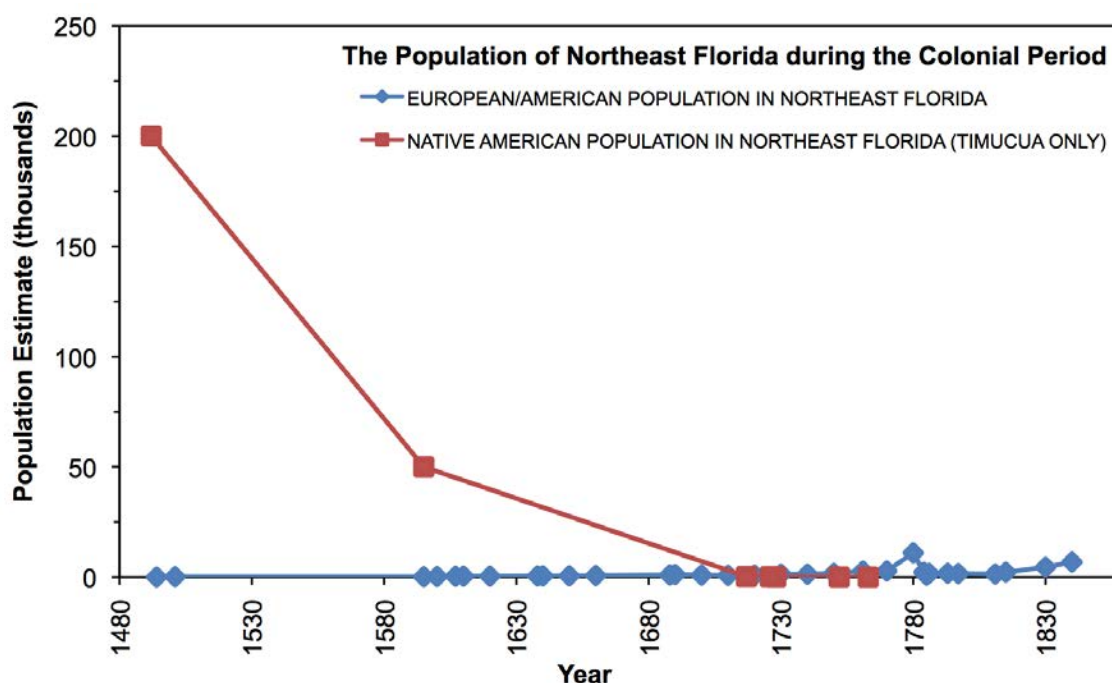 The Population of Northeast Florida during the Colonial Period
EUROPEAN/AMERICAN POPULATION IN NORTHEAST FLORIDA
NATIVE AMERICAN POPULATION IN NORTHEAST FLORIDA (TIMUCUA ONLY)
Population Estimate (thousands)
250
200
150
100
50
0
1480
1530
1580
1630
1680
1730
1780
1830
Year